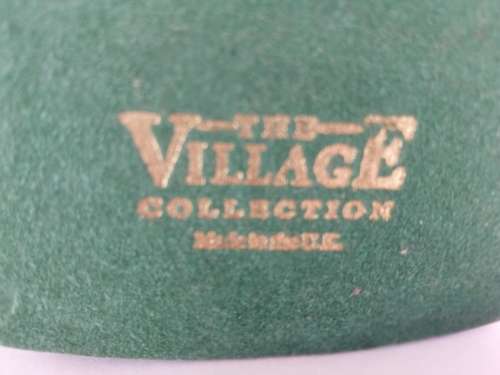 THE
VILLAGE
COLLECTION
Made in the U.K.